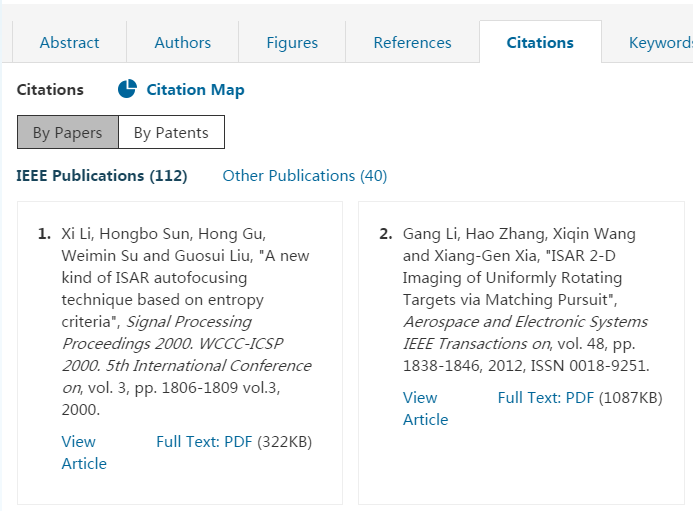 Abstract Authors Figures References Citations Keywords
Citations Citation Map
By Papers By Patents
IEEE Publications (112) Other Publications (40)
1. Xi Li, Hongbo Sun, Hong Gu,
Weimin Su and Guosui Liu, "A new
kind of ISAR autofocusing
technique based on entropy
criteria", Signal Processing
Proceedings 2000. WCCC-ICSP
2000. 5th International Conference
on, vol. 3, pp. 1806-1809 vol.3,
2000.
View
Article
Full Text: PDF (322KB)
2. Gang Li, Hao Zhang, Xiqin Wang
and Xiang-Gen Xia, "ISAR 2-D
Imaging of Uniformly Rotating
Targets via Matching Pursuit",
Aerospace and Electronic Systems
IEEE Transactions on, vol. 48, pp.
1838-1846, 2012, ISSN 0018-9251.
View
Article
Full Text: PDF (1087KB)